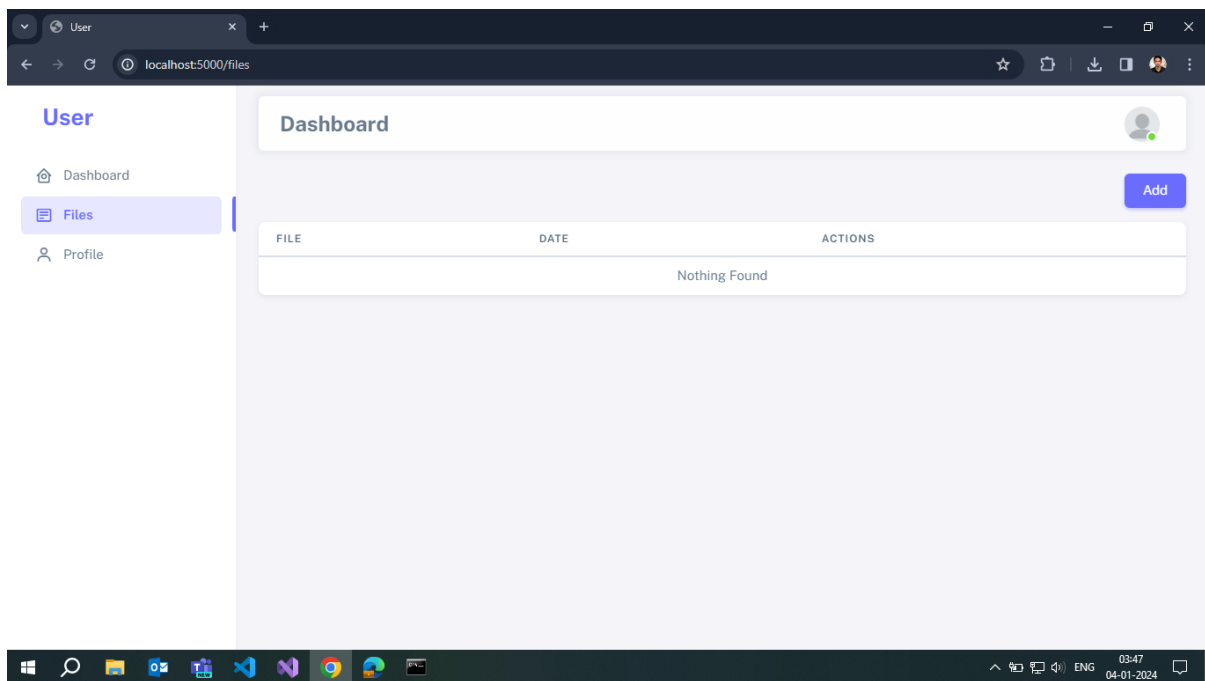 User
localhost:5000/files
User
Dashboard
Dashboard
Files
Profile
Add
FILE DATE ACTIONS
Nothing Found
ENG
03:47
04-01-2024